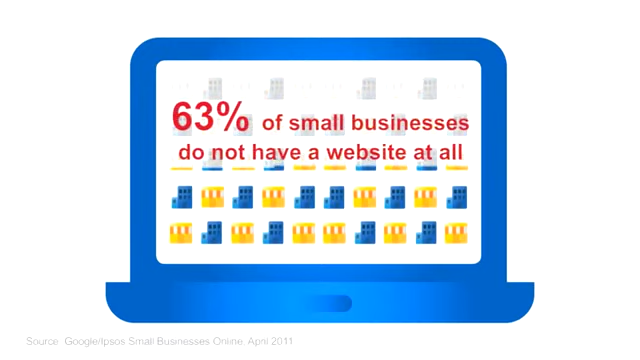 63% of small businesses
do not have a website at all
Source: Google/Ipsos Small Businesses Online, April 2011